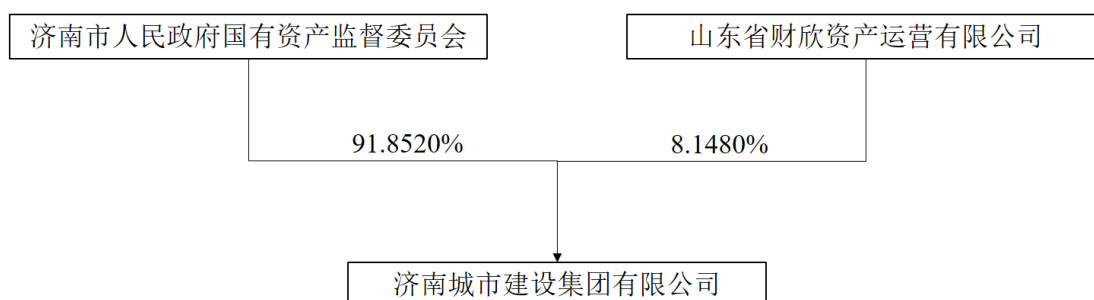 济南市人民政府国有资产监督委员会
山东省财欣资产运营有限公司
91.8520%
8.1480%
济南城市建设集团有限公司